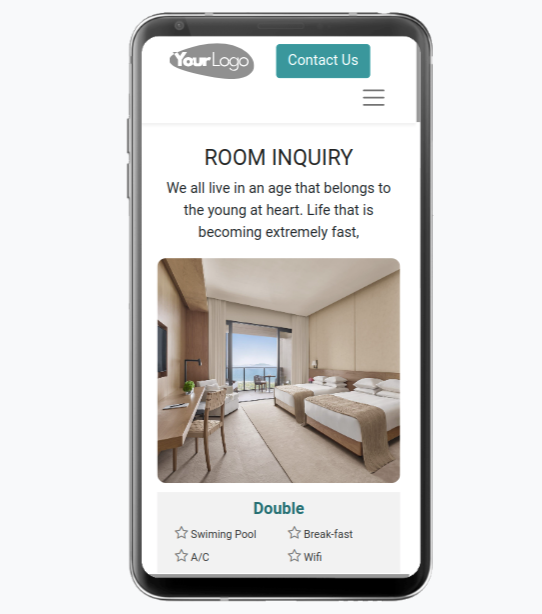 YourLogo
Contact Us
ROOM INQUIRY
We all live in an age that belongs to
the young at heart. Life that is
becoming extremely fast,
Double
Swiming Pool
Break-fast
A/C
Wifi